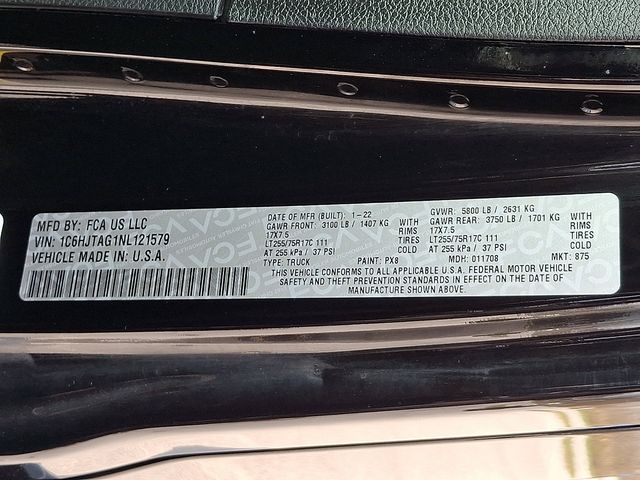 MFD BY: FCA US LLC
VIN: 1C6HJTAG1NL121579
VEHICLE MADE IN: U.S.A.
DATE OF MFR (BUILT): 1-22
GAWR FRONT: 3100 LB / 1407 KG WITH
17X7.5 RIMS
LT255/75R17C 111 TIRES
AT 255 kPa / 37 PSI COLD
TYPE: TRUCK PAINT: PX8
GVWR: 5800 LB / 2631 KG
GAWR REAR: 3750 LB / 1701 KG WITH
17X7.5 RIMS
LT255/75R17C 111 TIRES
AT 255 kPa / 37 PSI COLD
MDH: 011708 MKT: 875
THIS VEHICLE CONFORMS TO ALL APPLICABLE U.S.A. FEDERAL MOTOR VEHICLE
SAFETY AND THEFT PREVENTION STANDARDS IN EFFECT ON THE DATE OF
MANUFACTURE SHOWN ABOVE.